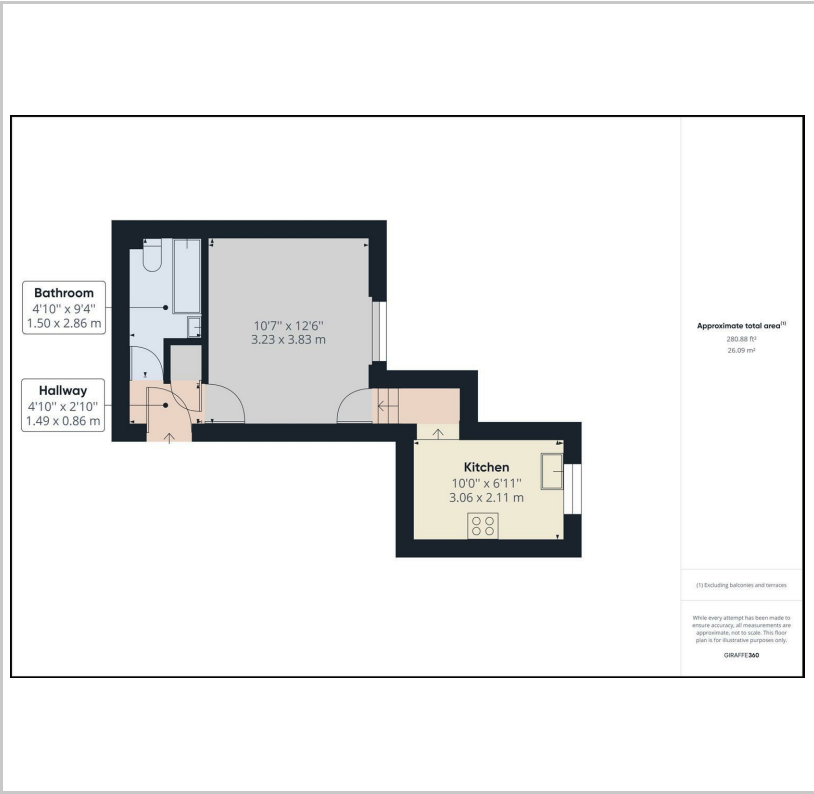 Bathroom
4'10" x 9'4"
1.50 x 2.86 m
Hallway
4'10" x 2'10"
1.49 x 0.86 m
10'7" x 12'6"
3.23 x 3.83 m
Kitchen
10'0" x 6'11"
3.06 x 2.11 m
Approximate total area(1)
280.88 ft²
26.09 m²
(1) Excluding balconies and terraces
While every attempt has been made to
ensure accuracy, all measurements are
approximate, not to scale. This floor
plan is for illustrative purposes only.
GIRAFFE360